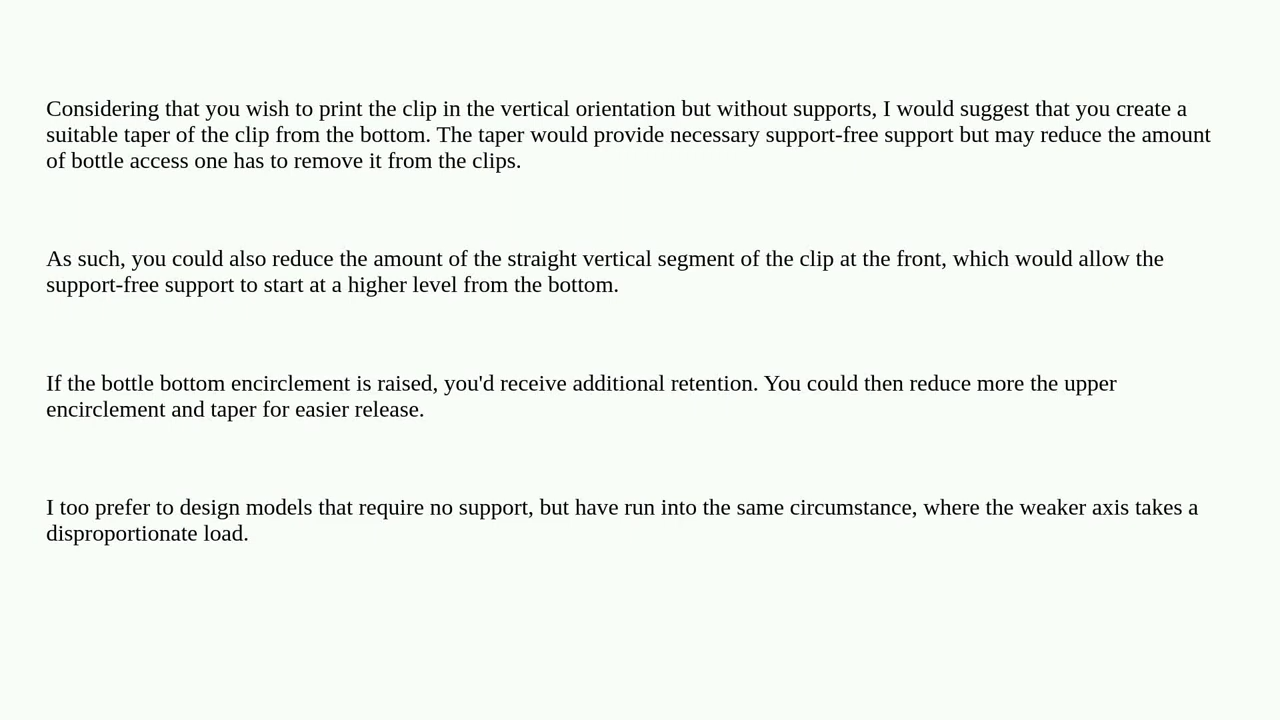 Considering that you wish to print the clip in the vertical orientation but without supports, I would suggest that you create a
suitable taper of the clip from the bottom. The taper would provide necessary support-free support but may reduce the amount
of bottle access one has to remove it from the clips.
As such, you could also reduce the amount of the straight vertical segment of the clip at the front, which would allow the
support-free support to start at a higher level from the bottom.
If the bottle bottom encirclement is raised, you'd receive additional retention. You could then reduce more the upper
encirclement and taper for easier release.
I too prefer to design models that require no support, but have run into the same circumstance, where the weaker axis takes a
disproportionate load.